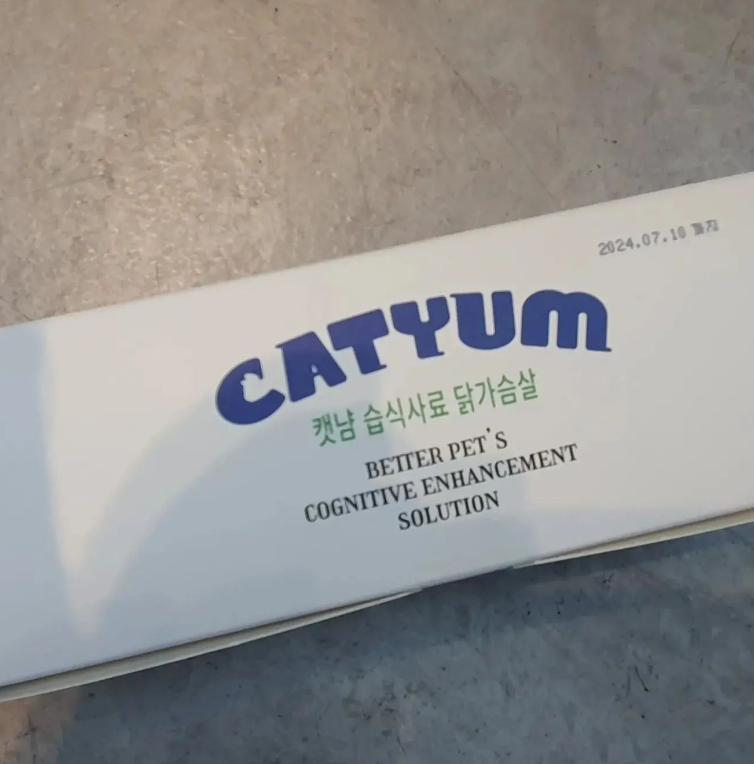 2024.07.10 까지
CATYUM
캣냠 습식사료 닭가슴살
BETTER PET'S
COGNITIVE ENHANCEMENT
SOLUTION